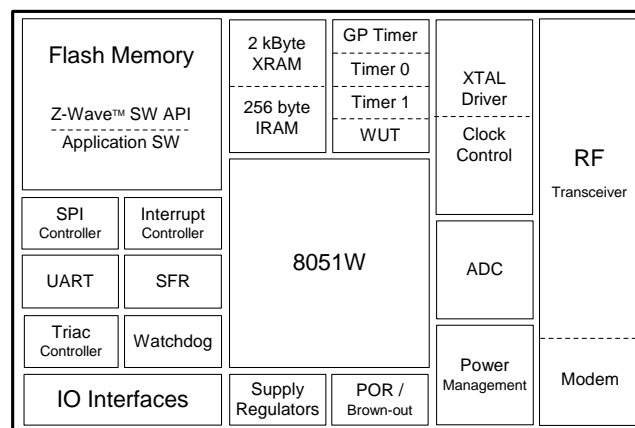 Flash Memory
Z-Wave™ SW API
Application SW
2 kByte
XRAM
256 byte
IRAM
GP Timer
Timer 0
Timer 1
WUT
XTAL
Driver
Clock
Control
RF
Transceiver
SPI
Controller
Interrupt
Controller
8051W
UART
SFR
ADC
Triac
Controller
Watchdog
Power
Management
Modem
IO Interfaces
Supply
Regulators
POR /
Brown-out